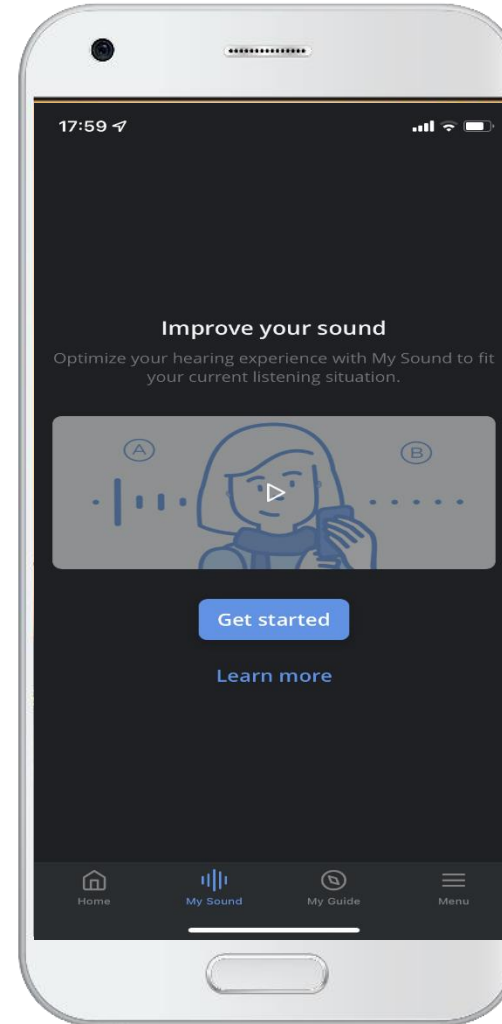 17:59
Improve your sound
Optimize your hearing experience with My Sound to fit
your current listening situation.
A
B
Get started
Learn more
Home My Sound My Guide Menu